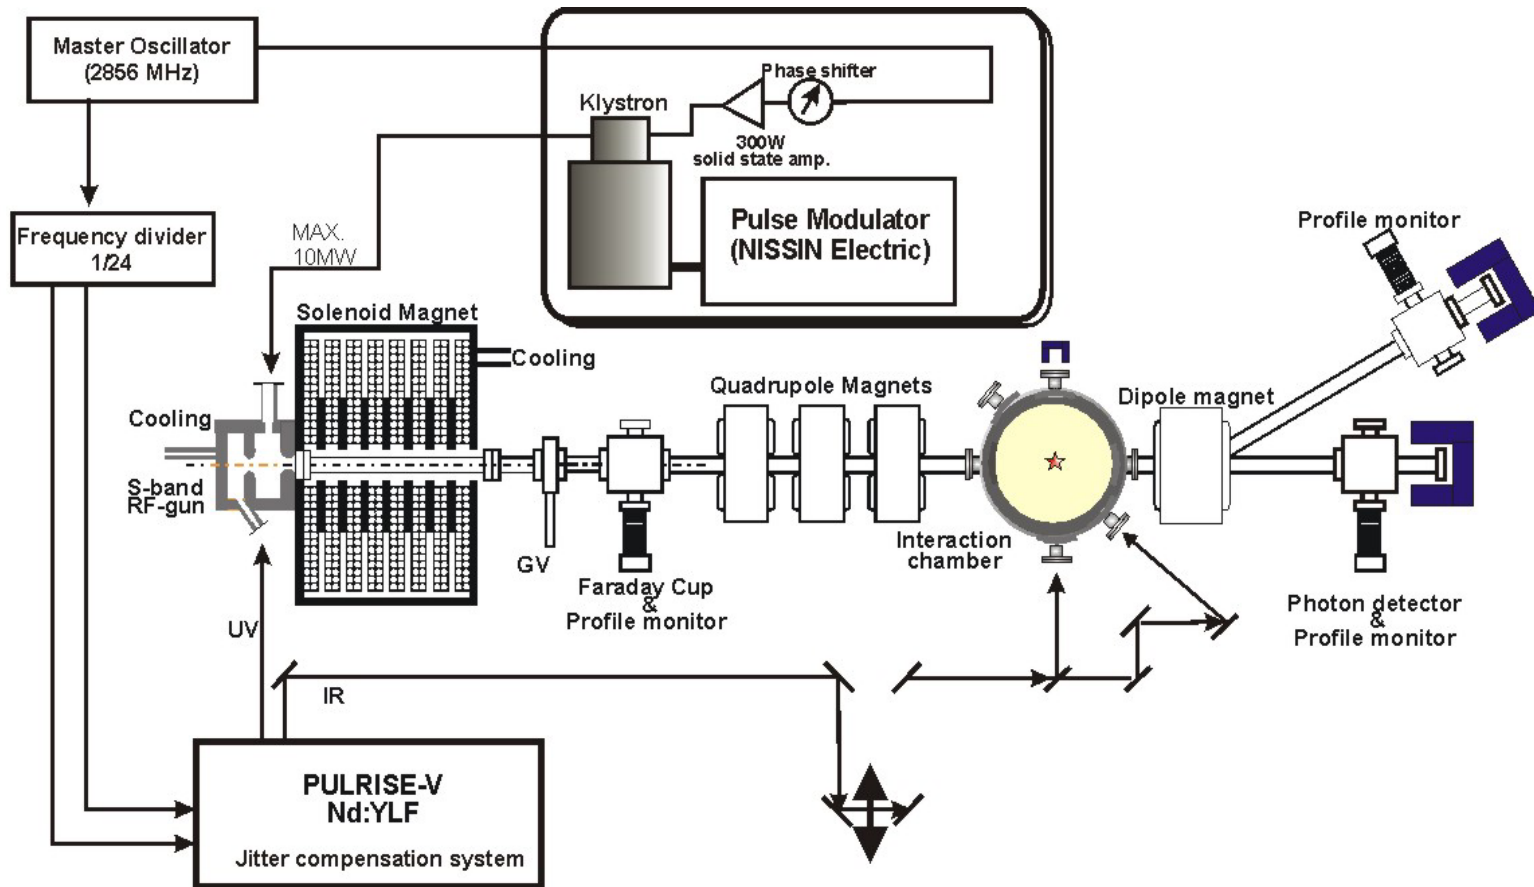 Master Oscillator
(2856 MHz)
Phase shifter
Klystron
300W
solid state amp.
Pulse Modulator
(NISSIN Electric)
Frequency divider
1/24
MAX.
10MW
Profile monitor
Solenoid Magnet
Cooling
Quadrupole Magnets
Dipole magnet
Cooling
S-band
RF-gun
GV
Interaction
chamber
Faraday Cup
&
Profile monitor
Photon detector
&
Profile monitor
UV
IR
PULRISE-V
Nd:YLF
Jitter compensation system